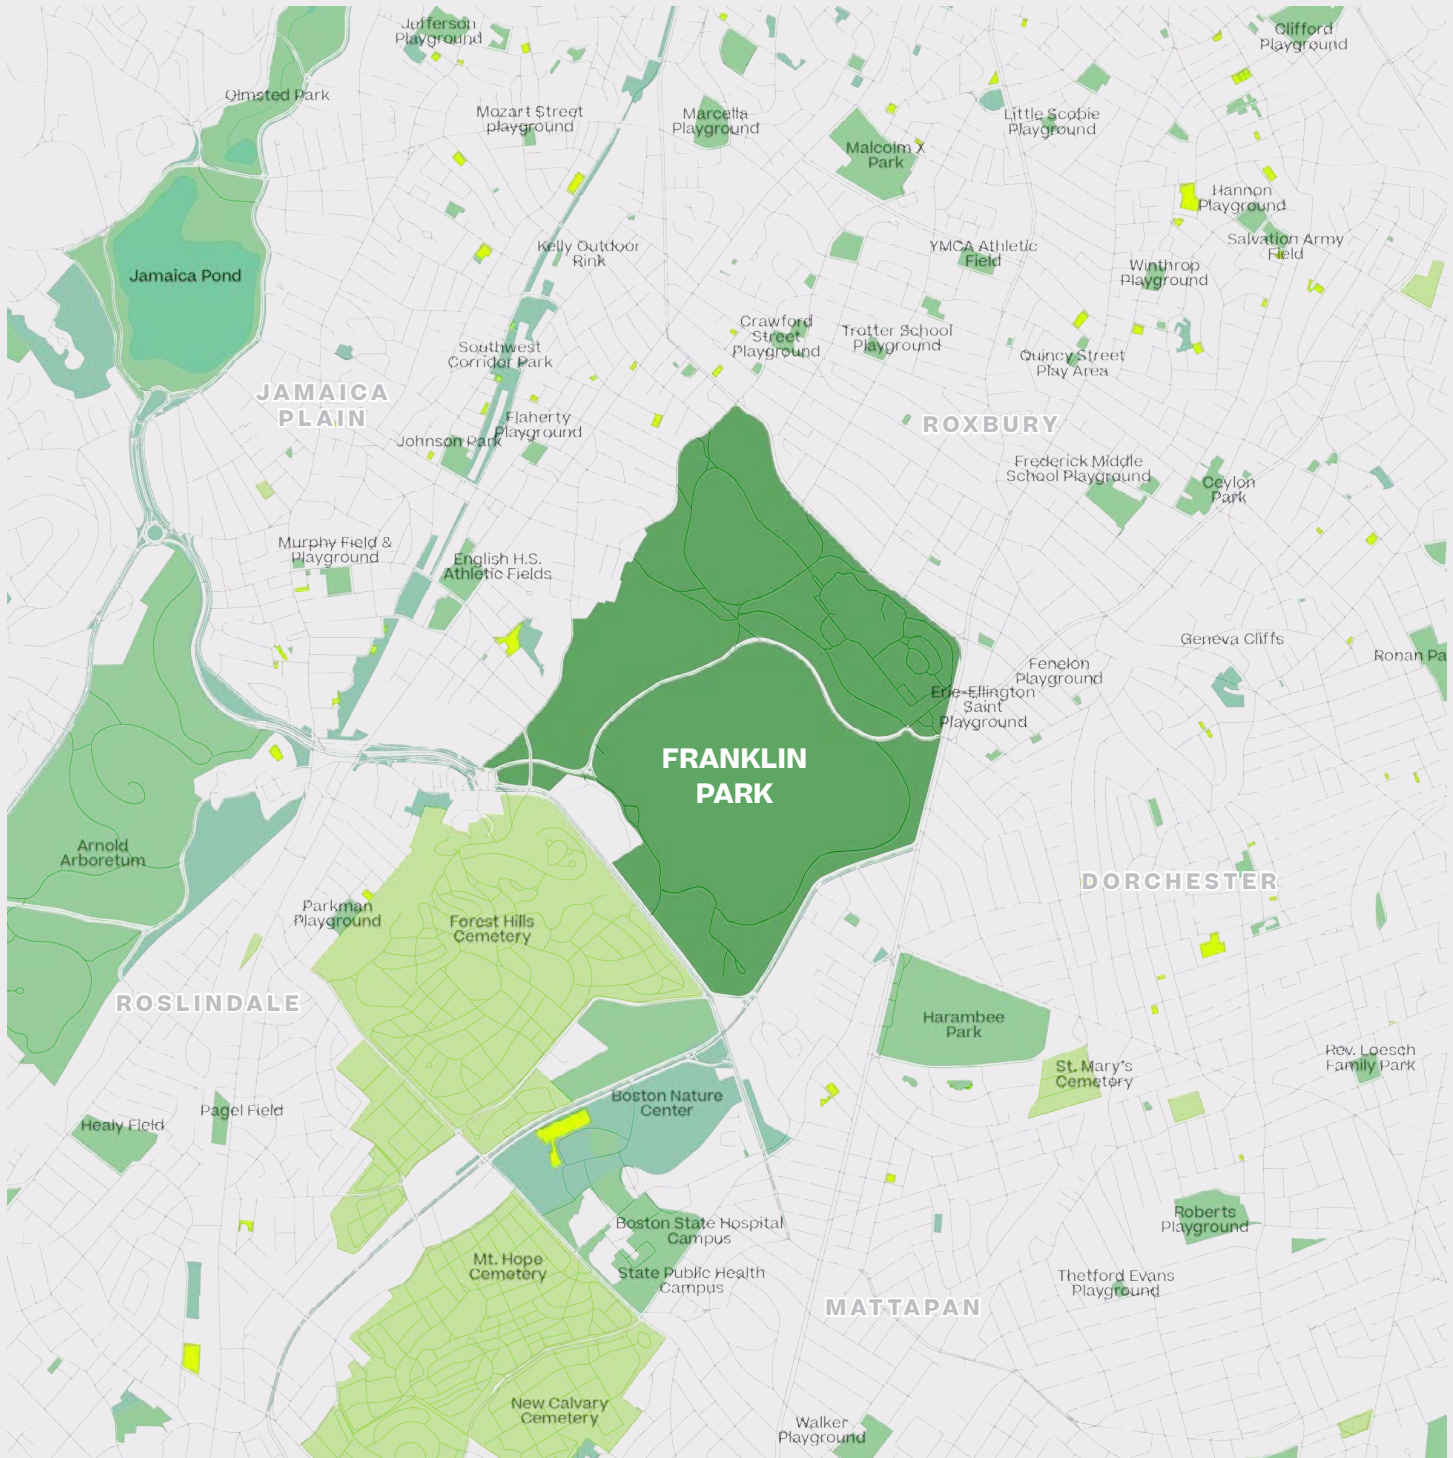 Jefferson
Playground
Clifford
Playground
Olmsted Park
Mozart Street
playground
Marcella
Playground
Little Scobie
Playground
Malcolm X
Park
Hannon
Playground
Kelly Outdoor
Rink
YMCA Athletic
Field
Salvation Army
Field
Winthrop
Playground
Jamaica Pond
Crawford
Street
Playground
Trotter School
Playground
Southwest
Corridor Park
Quincy Street
Play Area
JAMAICA
PLAIN
Flaherty
Playground
Johnson Park
ROXBURY
Frederick Middle
School Playground
Ceylon
Park
Murphy Field &
Playground
English H.S.
Athletic Fields
Geneva Cliffs
Ronan Pa
Fenelon
Playground
Erie-Ellington
Saint
Playground
FRANKLIN
PARK
Arnold
Arboretum
DORCHESTER
Parkman
Playground
Forest Hills
Cemetery
ROSLINDALE
Harambee
Park
St. Mary's
Cemetery
Rev. Loesch
Family Park
Boston Nature
Center
Pagel Field
Healy Field
Roberts
Playground
Boston State Hospital
Campus
Mt. Hope
Cemetery
State Public Health
Campus
Thetford Evans
Playground
MATTAPAN
New Calvary
Cemetery
Walker
Playground